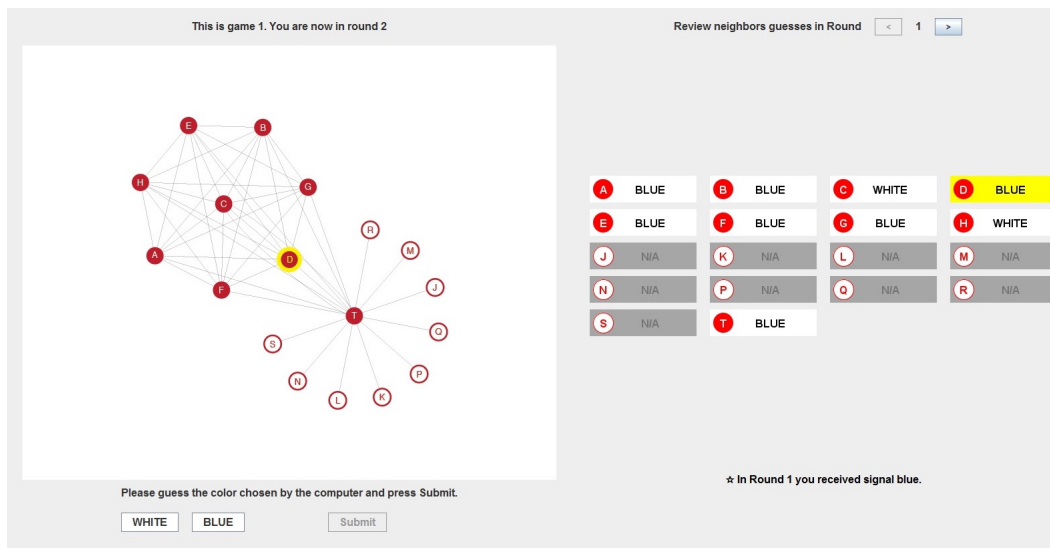 This is game 1. You are now in round 2
Review neighbors guesses in Round < 1 >
E
B
H
G
C
A
D
F
R
M
J
T
Q
S
P
N
L
K
A BLUE B BLUE C WHITE D BLUE
E BLUE F BLUE G BLUE H WHITE
J N/A K N/A L N/A M N/A
N N/A P N/A Q N/A R N/A
S N/A T BLUE
☆ In Round 1 you received signal blue.
Please guess the color chosen by the computer and press Submit.
WHITE BLUE Submit